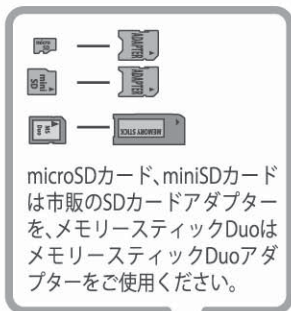 microSD
ADAPTER
mini
SD
ADAPTER
MS
Duo
MEMORY STICK
microSDカード、miniSDカード
は市販のSDカードアダプター
を、メモリースティックDuoは
メモリースティックDuoアダ
プターをご使用ください。